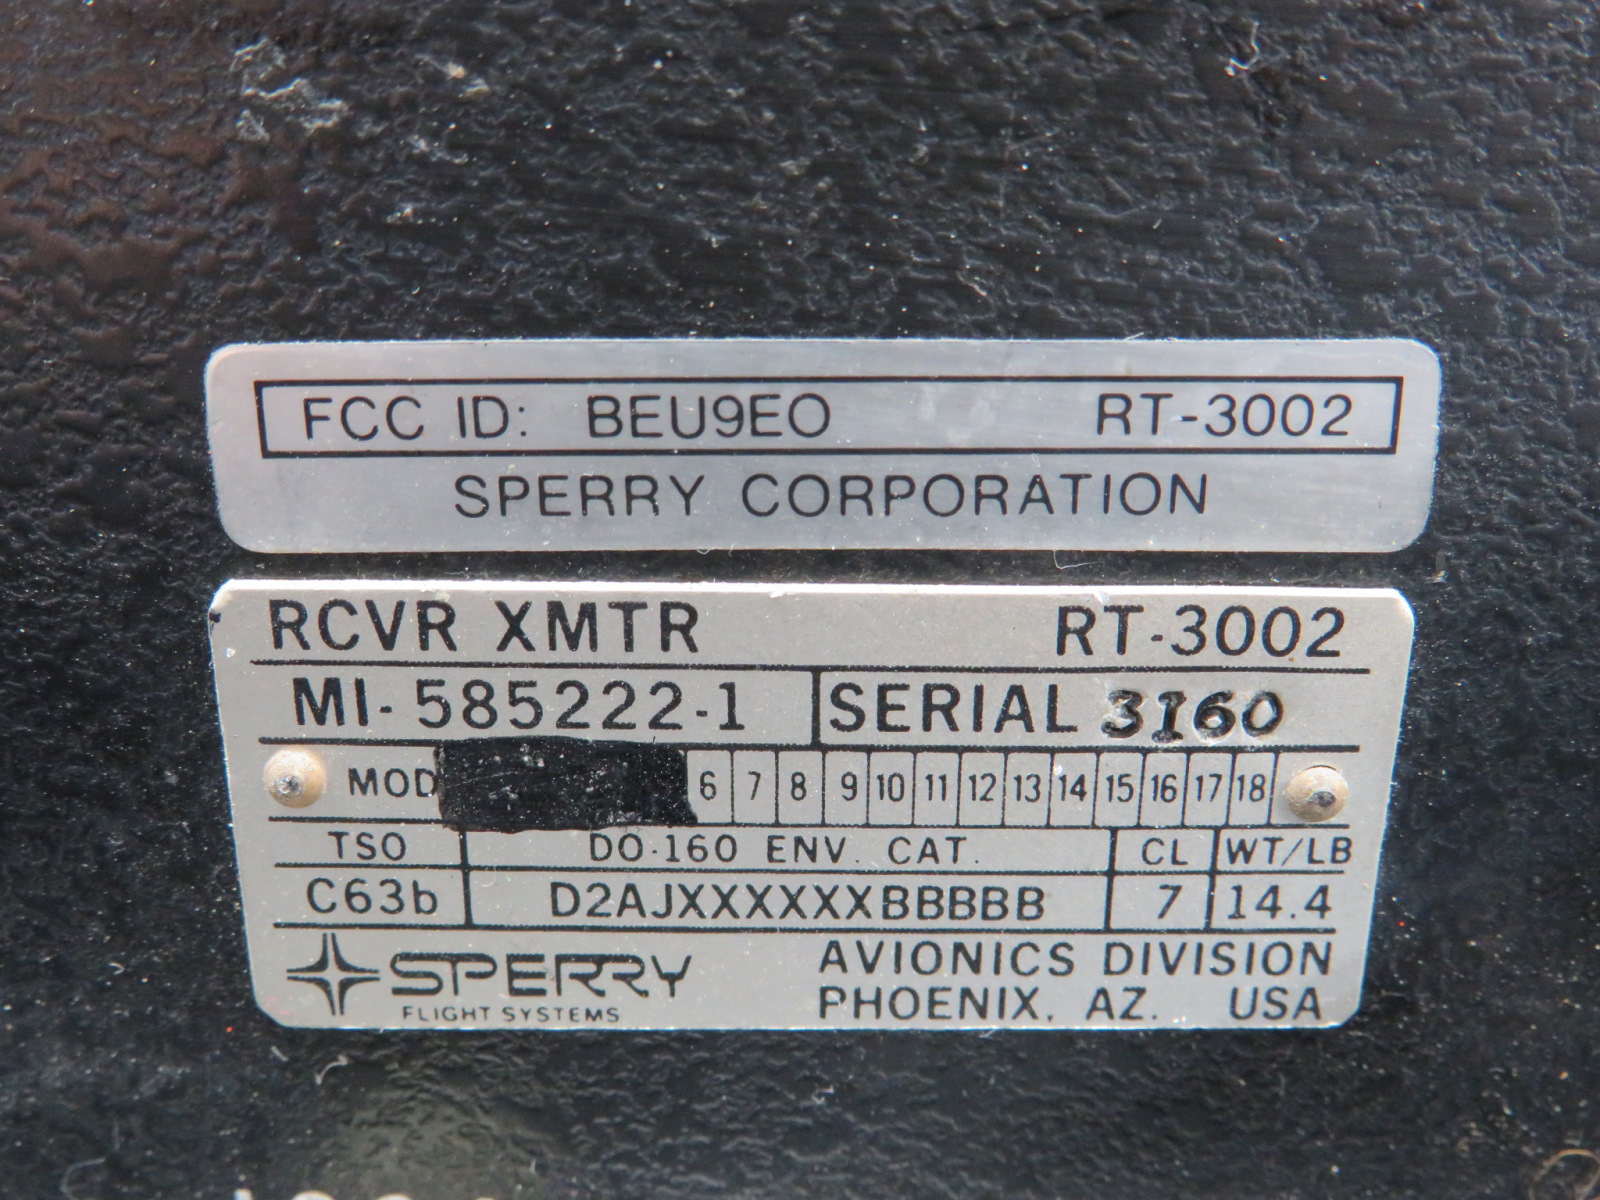 FCC ID: BEU9EO RT-3002
SPERRY CORPORATION
RCVR XMTR RT-3002
MI-585222-1 SERIAL 3160
MOD 6 7 8 9 10 11 12 13 14 15 16 17 18
TSO DO-160 ENV. CAT. CL WT/LB
C63b D2AJXXXXXXBBBBB 7 14.4
SPERRY AVIONICS DIVISION
FLIGHT SYSTEMS PHOENIX, AZ. USA